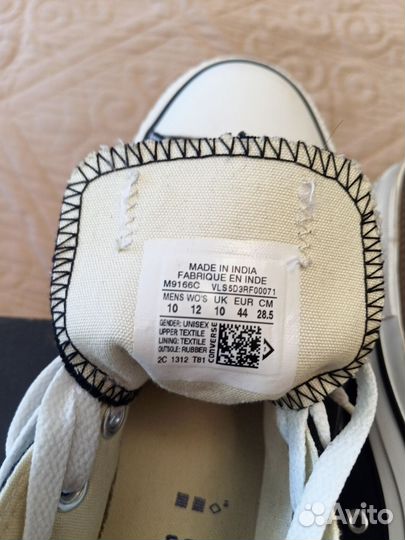 MADE IN INDIA
FABRIQUE EN INDE
M9166C VLS5D3RF00071
MENS WO'S UK EUR CM
10 12 10 44 28.5
GENDER: UNISEX
UPPER: TEXTILE
LINING: TEXTILE
OUTSOLE: RUBBER
2C 1312 T81
CONVERSE
Avito